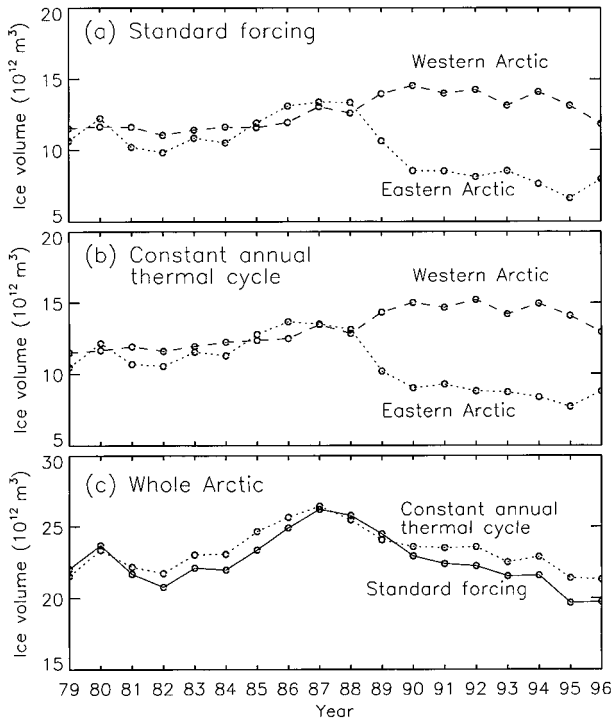 20
(a) Standard forcing
Western Arctic
15
10
Eastern Arctic
5
Ice volume (10¹² m³)
20
(b) Constant annual
thermal cycle
Western Arctic
15
10
Eastern Arctic
5
Ice volume (10¹² m³)
30
(c) Whole Arctic
Constant annual
thermal cycle
25
20
Standard forcing
15
Ice volume (10¹² m³)
79 80 81 82 83 84 85 86 87 88 89 90 91 92 93 94 95 96
Year